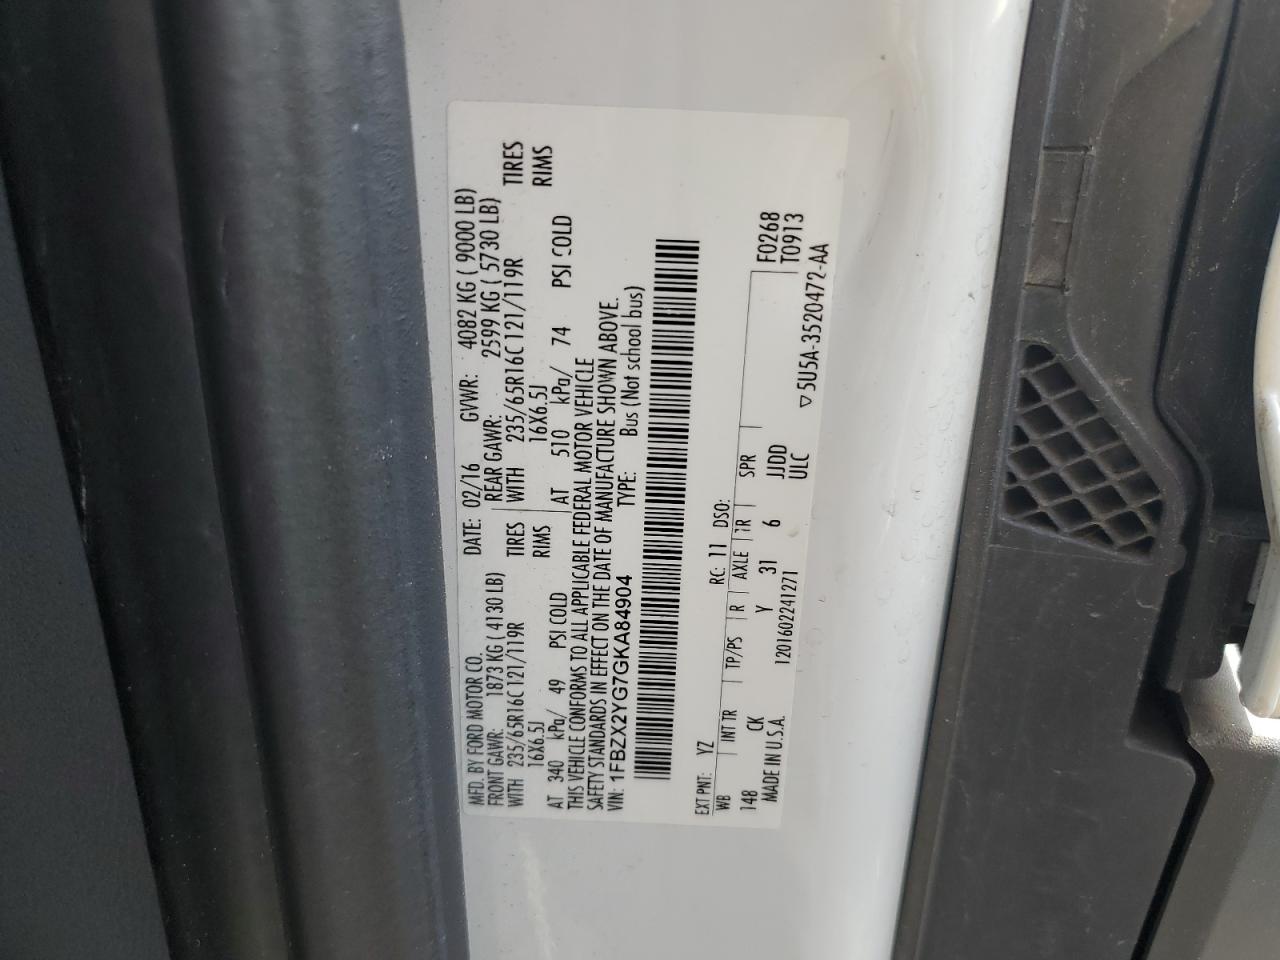 MFD. BY FORD MOTOR CO. DATE: 02/16 GVWR: 4082 KG ( 9000 LB)
FRONT GAWR: 1873 KG ( 4130 LB) REAR GAWR: 2599 KG ( 5730 LB)
WITH 235/65R16C 121/119R TIRES WITH 235/65R16C 121/119R TIRES
16X6.5J RIMS 16X6.5J RIMS
AT 340 kPa/ 49 PSI COLD AT 510 kPa/ 74 PSI COLD
THIS VEHICLE CONFORMS TO ALL APPLICABLE FEDERAL MOTOR VEHICLE
SAFETY STANDARDS IN EFFECT ON THE DATE OF MANUFACTURE SHOWN ABOVE.
VIN: 1FBZX2YG7GKA84904 TYPE: Bus (Not school bus)
EXT PNT: YZ RC: 11 DSO: F0268
WB INT TR TP/PS R AXLE TR SPR T0913
148 CK Y 31 6 JJDD
MADE IN U.S.A. 1201602241271 ULC
▽5U5A-3520472-AA